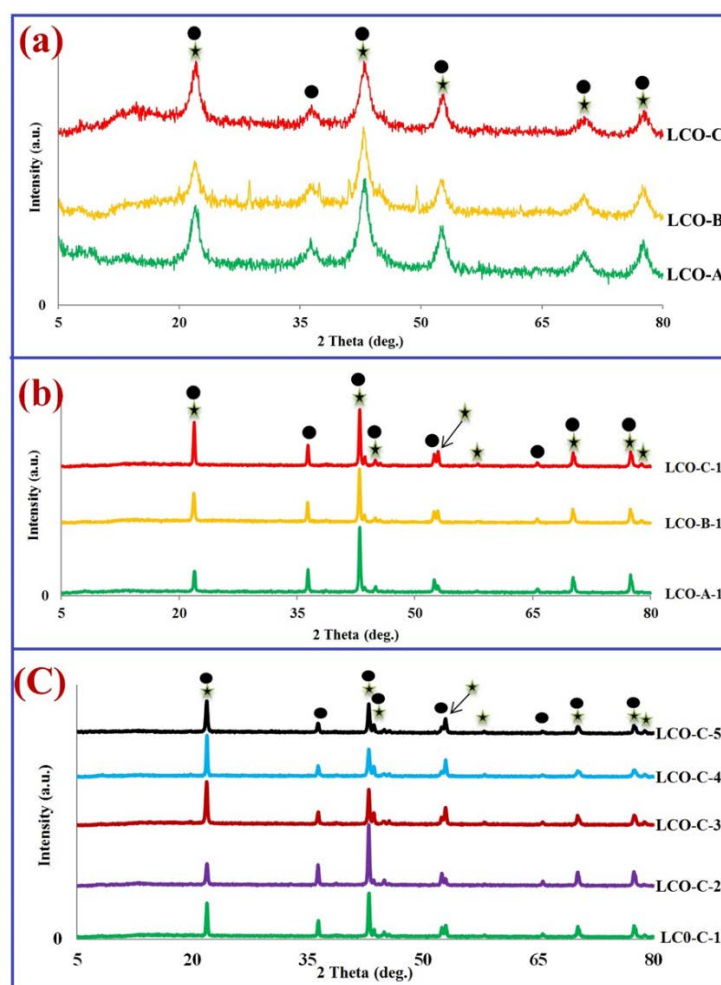 (a)
LCO-C
LCO-B
LCO-A
Intensity (a.u.)
0
5 20 35 50 65 80
2 Theta (deg.)
(b)
LCO-C-1
LCO-B-1
LCO-A-1
Intensity (a.u.)
0
5 20 35 50 65 80
2 Theta (deg.)
(C)
LCO-C-5
LCO-C-4
LCO-C-3
LCO-C-2
LC0-C-1
Intensity (a.u.)
0
5 20 35 50 65 80
2 Theta (deg.)